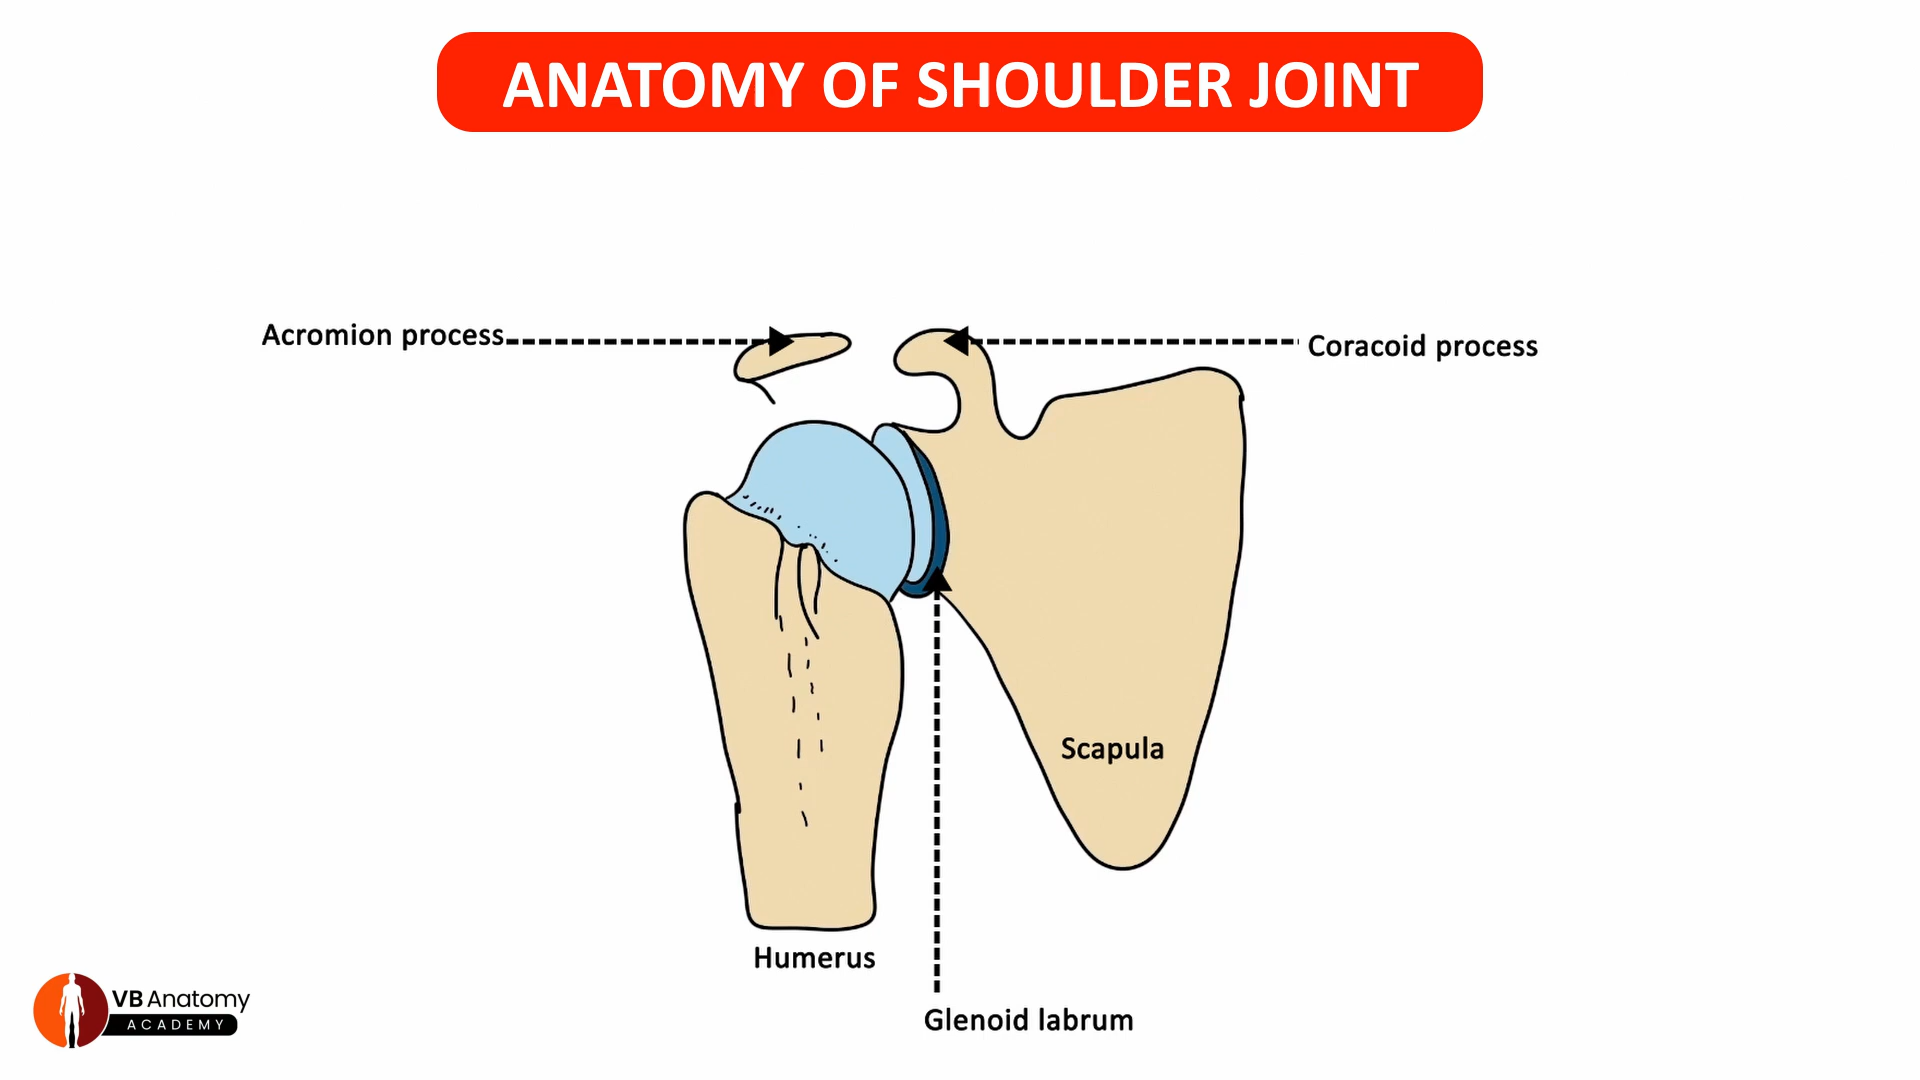 ANATOMY OF SHOULDER JOINT
Acromion process
Coracoid process
Scapula
Humerus
Glenoid labrum
VB Anatomy
ACADEMY